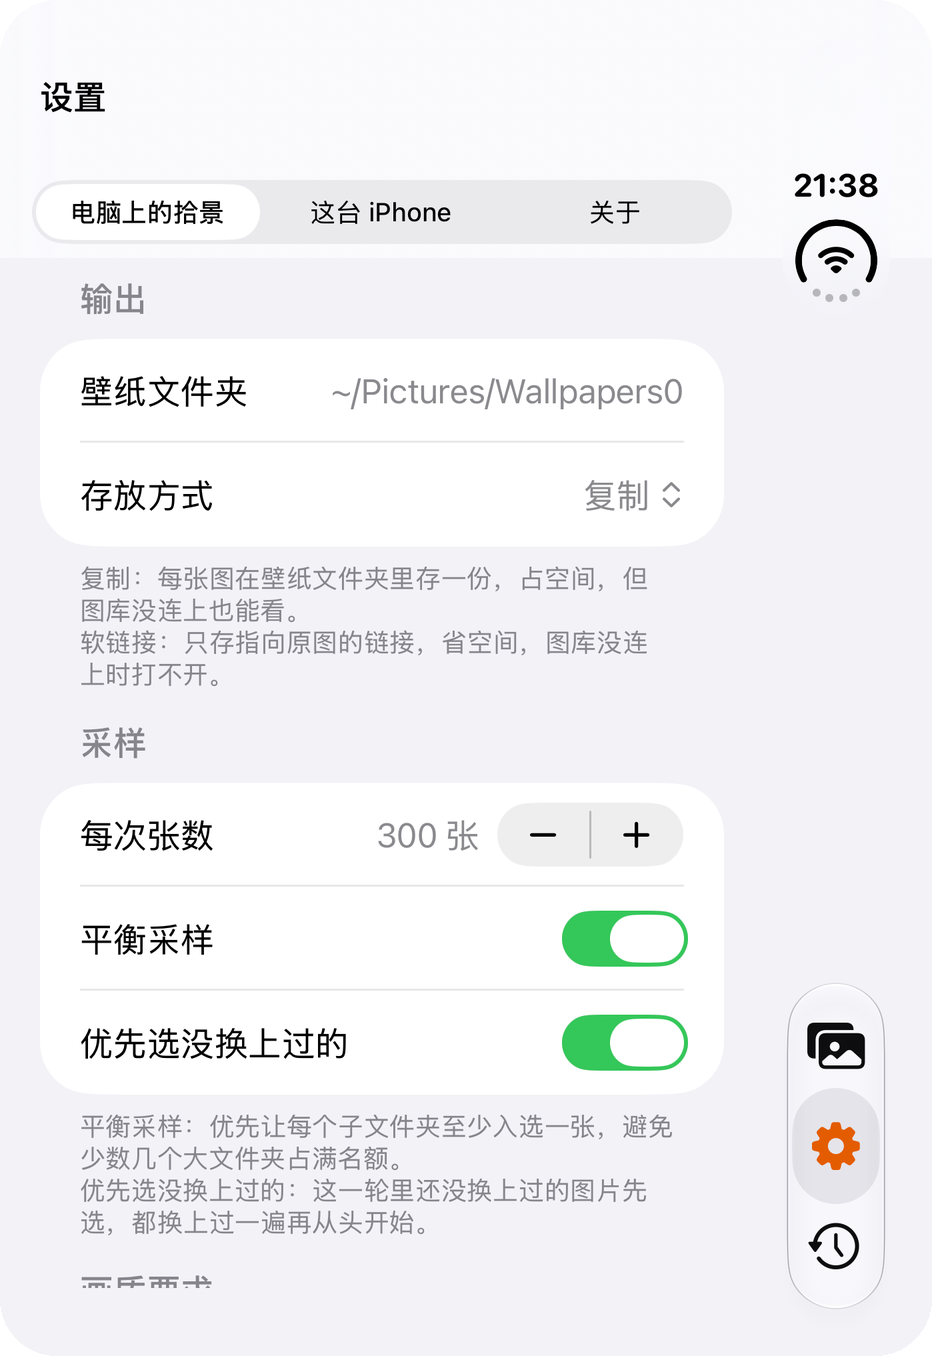 设置
21:38
电脑上的拾景
这台 iPhone
关于
输出
壁纸文件夹
~/Pictures/Wallpapers0
存放方式
复制
复制：每张图在壁纸文件夹里存一份，占空间，但
图库没连上也能看。
软链接：只存指向原图的链接，省空间，图库没连
上时打不开。
采样
每次张数
300 张
平衡采样
优先选没换上过的
平衡采样：优先让每个子文件夹至少入选一张，避免
少数几个大文件夹占满名额。
优先选没换上过的：这一轮里还没换上过的图片先
选，都换上过一遍再从头开始。
画质要求